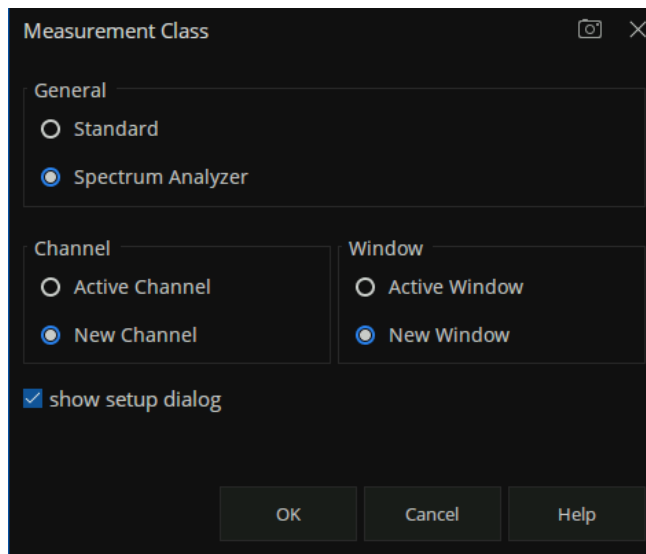 Measurement Class
General
Standard
Spectrum Analyzer
Channel
Active Channel
New Channel
Window
Active Window
New Window
show setup dialog
OK
Cancel
Help